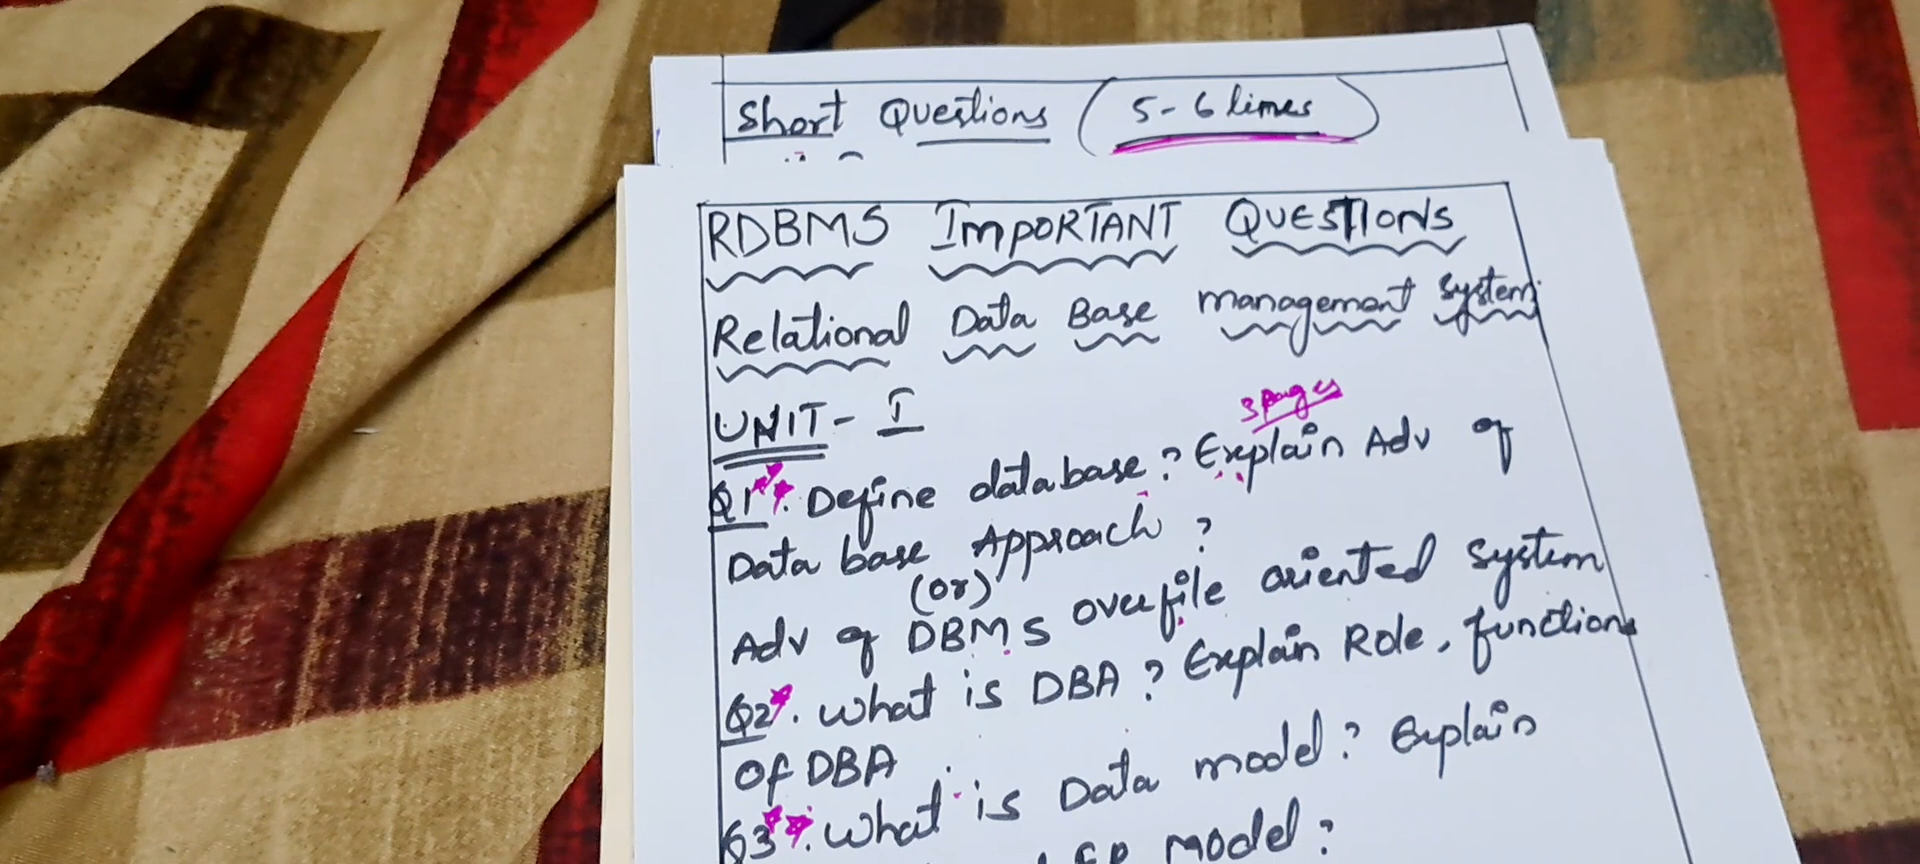 Short Questions (5-6 limes)
RDBMS IMPORTANT QUESTIONS
Relational Data Base management System
UNIT- I
3 pages
Q1. Define database? Explain Adv of
Data base Approach?
(or)
Adv of DBMS over file oriented system
Q2. What is DBA? Explain Role, functions
Of DBA
Q3. What is Data model? Explain
model?